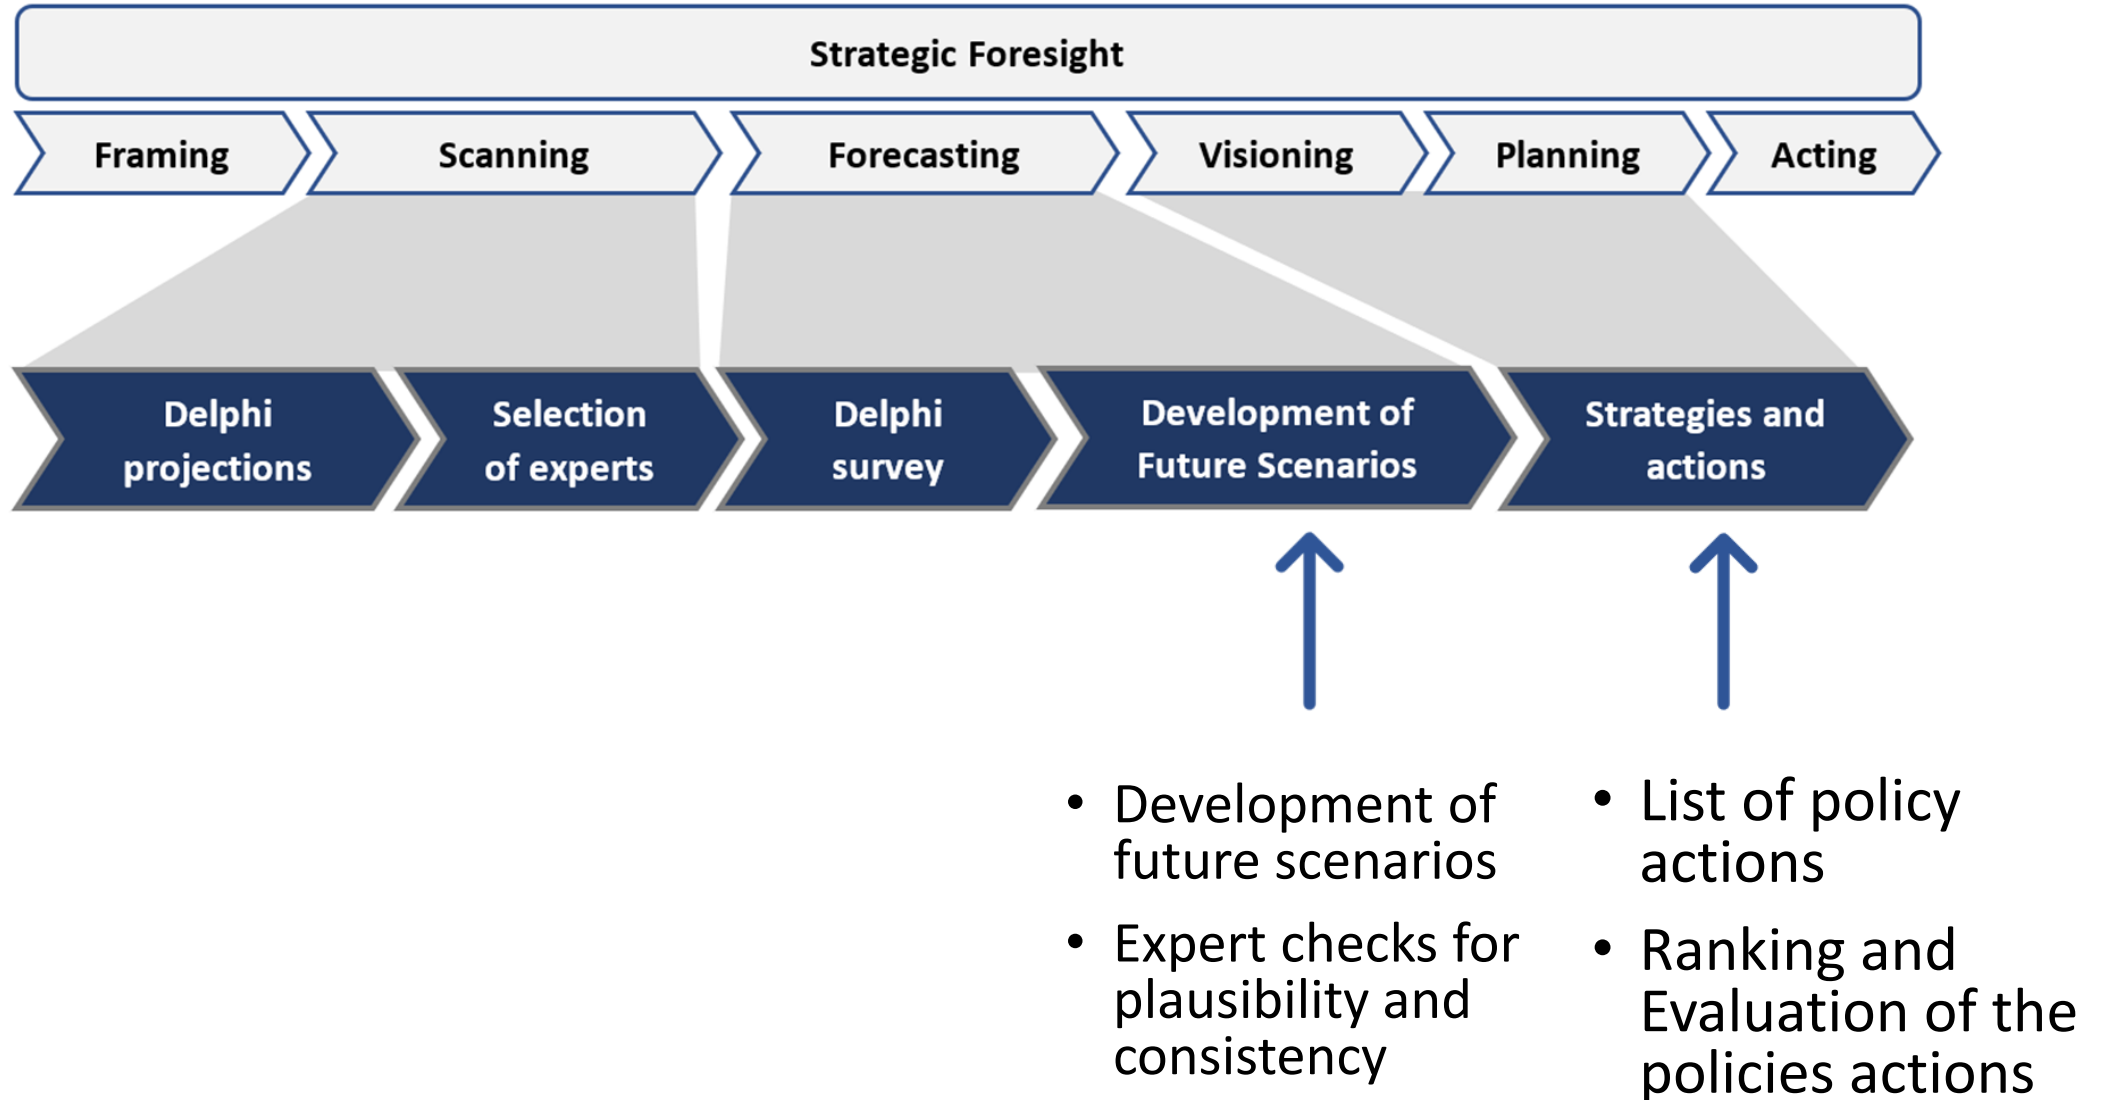 Strategic Foresight
Framing
Scanning
Forecasting
Visioning
Planning
Acting
Delphi
projections
Selection
of experts
Delphi
survey
Development of
Future Scenarios
Strategies and
actions
• Development of
future scenarios
• Expert checks for
plausibility and
consistency
• List of policy
actions
• Ranking and
Evaluation of the
policies actions